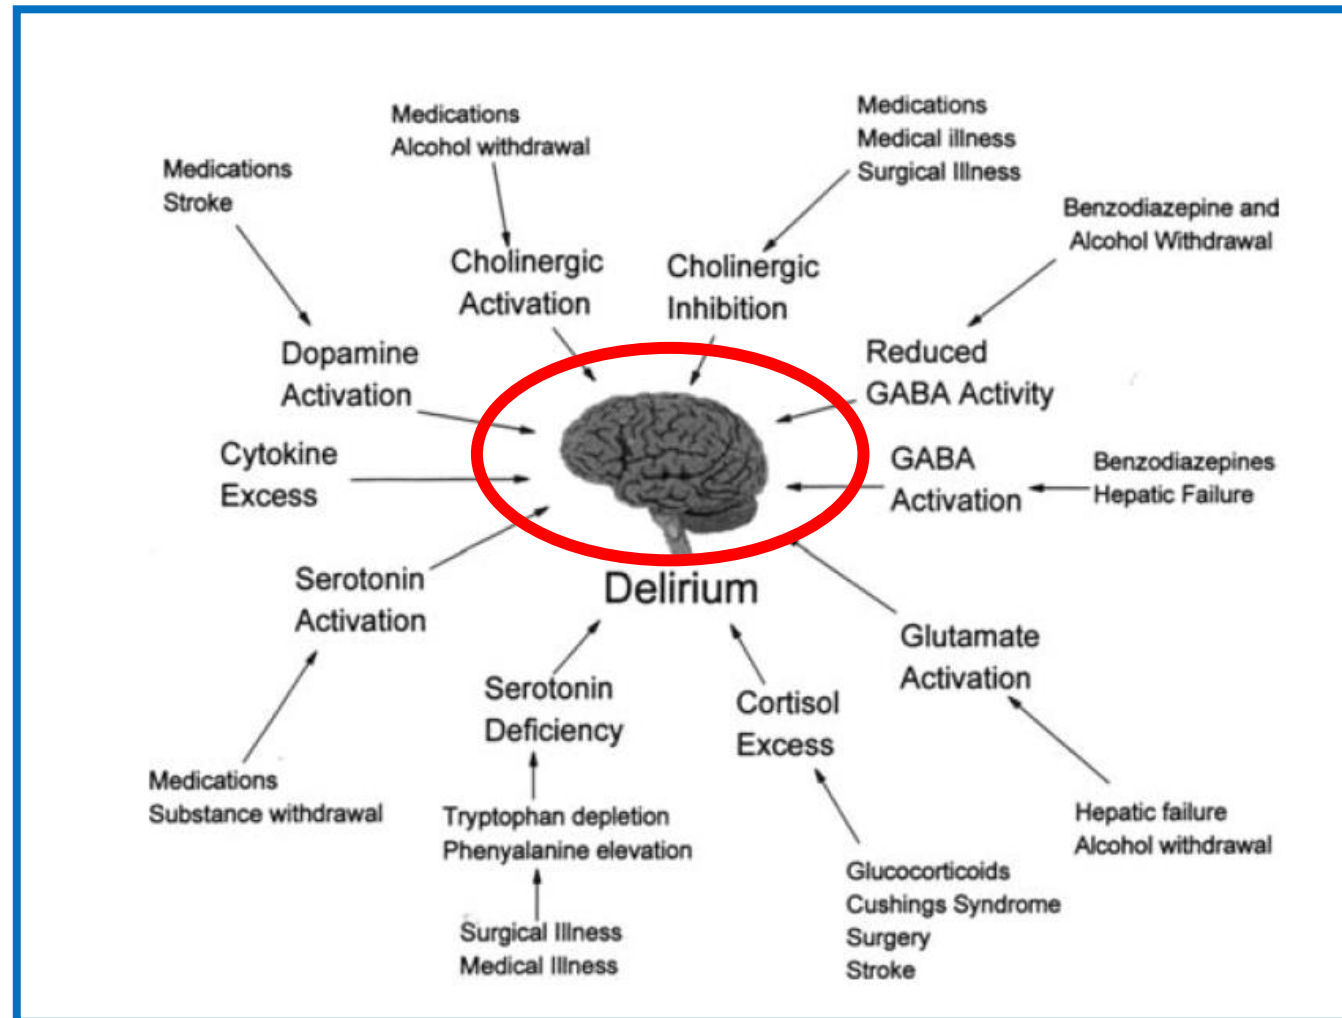 Medications
Alcohol withdrawal
Medications
Medical illness
Surgical Illness
Medications
Stroke
Benzodiazepine and
Alcohol Withdrawal
Cholinergic
Activation
Cholinergic
Inhibition
Dopamine
Activation
Reduced
GABA Activity
Cytokine
Excess
GABA
Activation
Benzodiazepines
Hepatic Failure
Serotonin
Activation
Delirium
Glutamate
Activation
Serotonin
Deficiency
Cortisol
Excess
Medications
Substance withdrawal
Tryptophan depletion
Phenyalanine elevation
Hepatic failure
Alcohol withdrawal
Glucocorticoids
Cushings Syndrome
Surgery
Stroke
Surgical Illness
Medical Illness